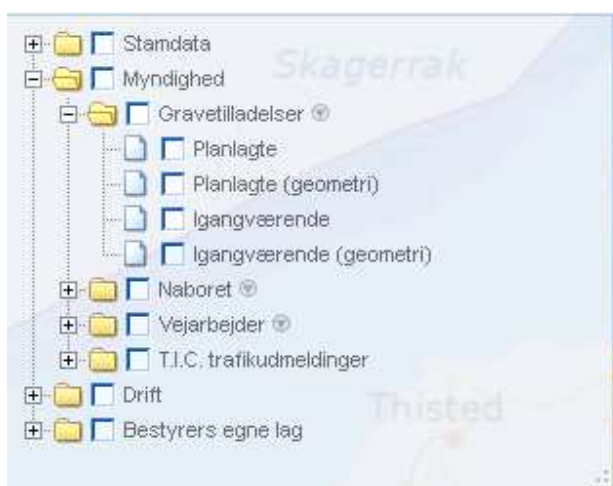 Stamdata
Skagerrak
Myndighed
Gravetilladelser
Planlagte
Planlagte (geometri)
Igangværende
Igangværende (geometri)
Naboret
Vejarbejder
T.I.C. trafikudmeldinger
Drift
Thisted
Bestyrers egne lag